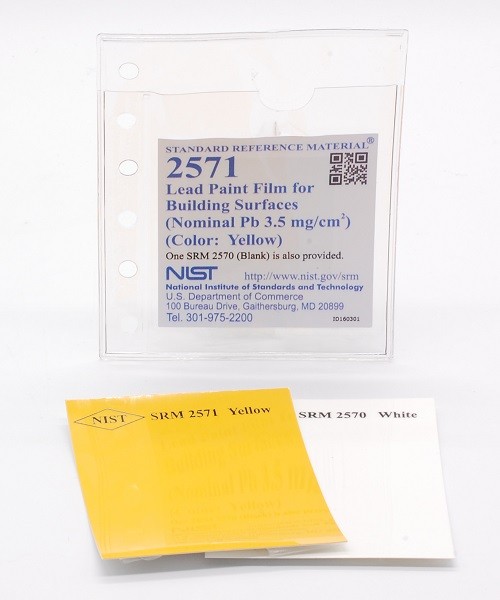 STANDARD REFERENCE MATERIAL®
2571
Lead Paint Film for
Building Surfaces
(Nominal Pb 3.5 mg/cm²)
(Color: Yellow)
One SRM 2570 (Blank) is also provided.
NIST http://www.nist.gov/srm
National Institute of Standards and Technology
U.S. Department of Commerce
100 Bureau Drive, Gaithersburg, MD 20899
Tel. 301-975-2200 ID160301
NIST SRM 2571 Yellow
SRM 2570 White